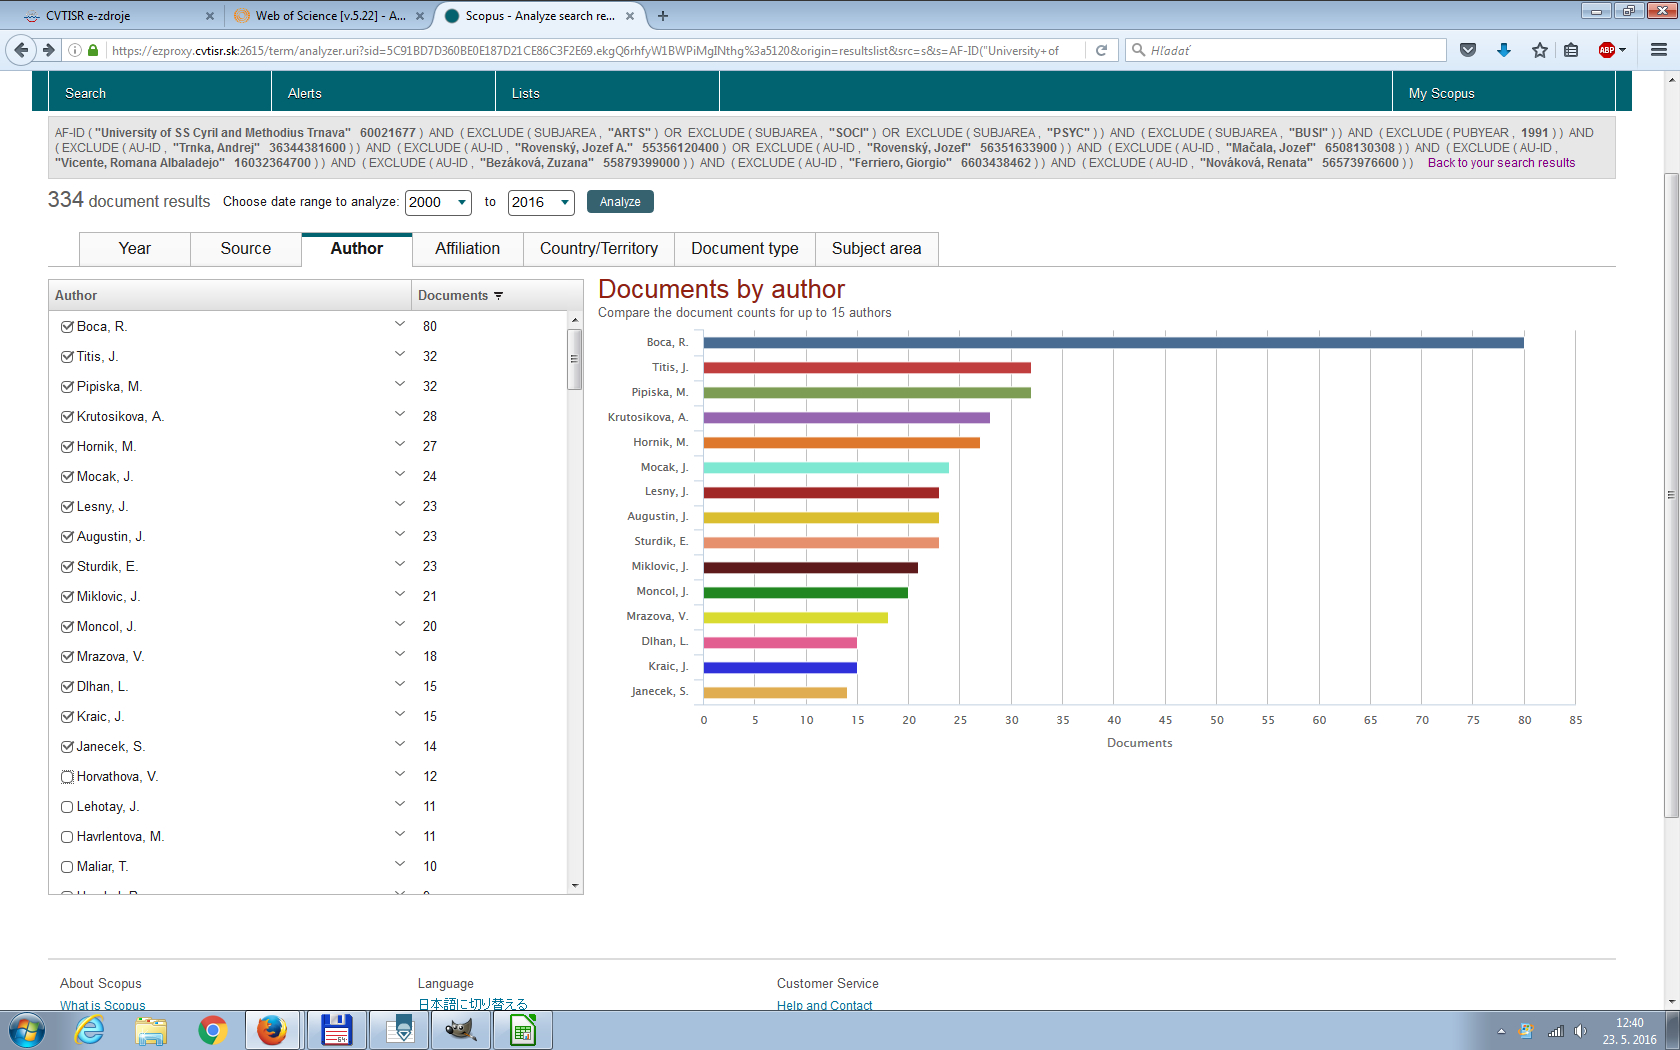 CVTISR e-zdroje
Web of Science [v.5.22] - A...
Scopus - Analyze search re...
https://ezproxy.cvtisr.sk:2615/term/analyzer.uri?sid=5C91BD7D360BE0E187D21CE86C3F2E69.ekgQ6rhfyW1BWPiMgINthg%3a5120&origin=resultslist&src=s&s=AF-ID("University+of
Hľadať
ABP
Search
Alerts
Lists
My Scopus
AF-ID ( "University of SS Cyril and Methodius Trnava" 60021677 ) AND ( EXCLUDE ( SUBJAREA , "ARTS" ) OR EXCLUDE ( SUBJAREA , "SOCI" ) OR EXCLUDE ( SUBJAREA , "PSYC" ) ) AND ( EXCLUDE ( SUBJAREA , "BUSI" ) ) AND ( EXCLUDE ( PUBYEAR , 1991 ) ) AND
( EXCLUDE ( AU-ID , "Trnka, Andrej" 36344381600 ) ) AND ( EXCLUDE ( AU-ID , "Rovenský, Jozef A." 55356120400 ) OR EXCLUDE ( AU-ID , "Rovenský, Jozef" 56351633900 ) ) AND ( EXCLUDE ( AU-ID , "Mačala, Jozef" 6508130308 ) ) AND ( EXCLUDE ( AU-ID ,
"Vicente, Romana Albaladejo" 16032364700 ) ) AND ( EXCLUDE ( AU-ID , "Bezáková, Zuzana" 55879399000 ) ) AND ( EXCLUDE ( AU-ID , "Ferriero, Giorgio" 6603438462 ) ) AND ( EXCLUDE ( AU-ID , "Nováková, Renata" 56573976600 ) ) Back to your search results
334 document results Choose date range to analyze: 2000 to 2016 Analyze
Year Source Author Affiliation Country/Territory Document type Subject area
Author Documents
Boca, R. 80
Titis, J. 32
Pipiska, M. 32
Krutosikova, A. 28
Hornik, M. 27
Mocak, J. 24
Lesny, J. 23
Augustin, J. 23
Sturdik, E. 23
Miklovic, J. 21
Moncol, J. 20
Mrazova, V. 18
Dlhan, L. 15
Kraic, J. 15
Janecek, S. 14
Horvathova, V. 12
Lehotay, J. 11
Havrlentova, M. 11
Maliar, T. 10
Documents by author
Compare the document counts for up to 15 authors
Boca, R.
Titis, J.
Pipiska, M.
Krutosikova, A.
Hornik, M.
Mocak, J.
Lesny, J.
Augustin, J.
Sturdik, E.
Miklovic, J.
Moncol, J.
Mrazova, V.
Dlhan, L.
Kraic, J.
Janecek, S.
0 5 10 15 20 25 30 35 40 45 50 55 60 65 70 75 80 85
Documents
About Scopus
What is Scopus
Language
日本語に切り替える
Customer Service
Help and Contact
64
12:40
23. 5. 2016